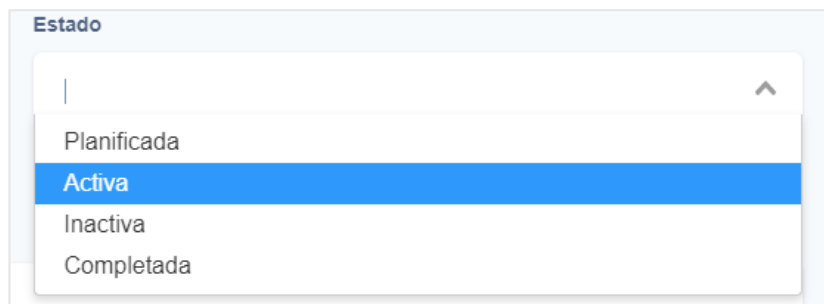 Estado
Planificada
Activa
Inactiva
Completada